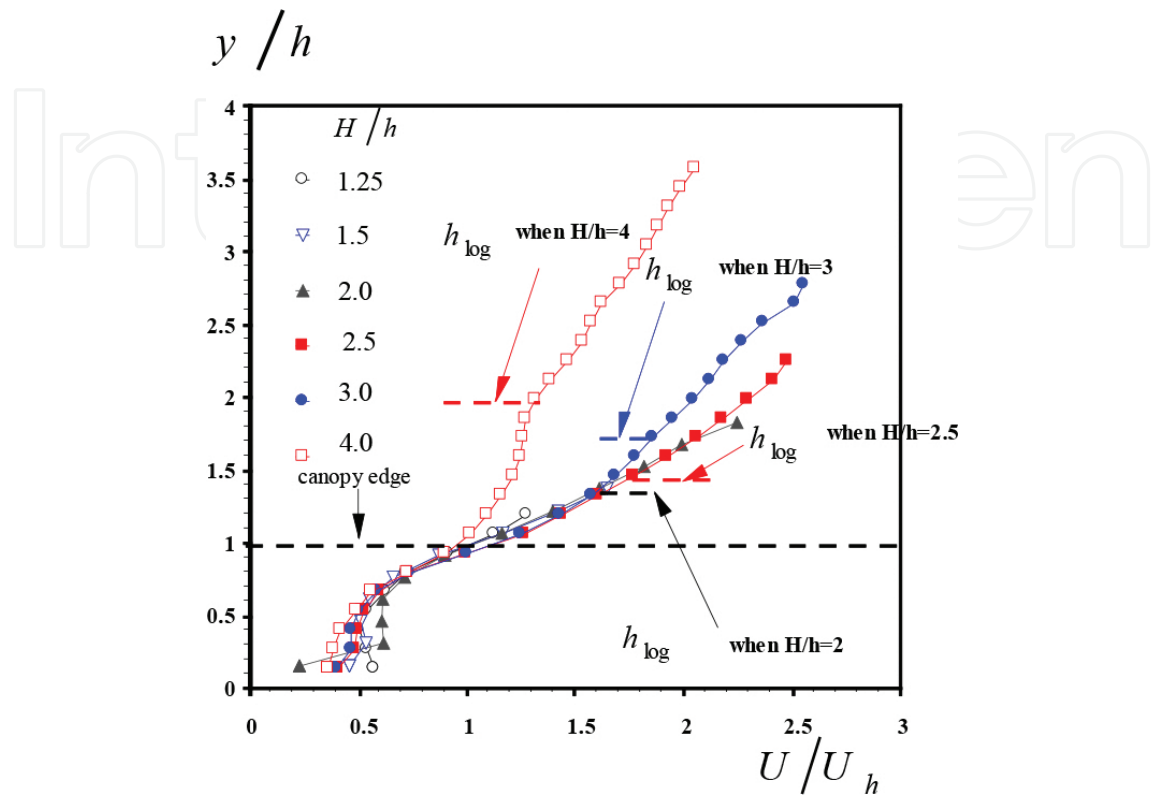 y / h
Inten
4
3.5
3
2.5
2
1.5
1
0.5
0
H / h
1.25
1.5
2.0
2.5
3.0
4.0
canopy edge
h log when H/h=4
h log when H/h=3
h log when H/h=2.5
h log when H/h=2
0 0.5 1 1.5 2 2.5 3
U / U h